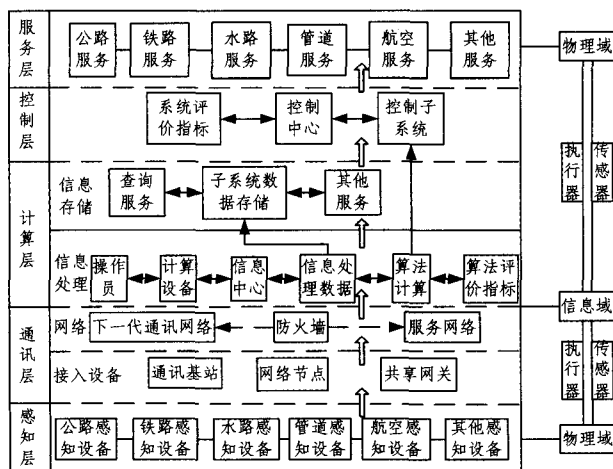 服务层
公路服务
铁路服务
水路服务
管道服务
航空服务
其他服务
物理域
控制层
系统评价指标
控制中心
控制子系统
执行器
传感器
计算层
信息存储
查询服务
子系统数据存储
其他服务
信息处理
操作员
计算设备
信息中心
信息处理数据
算法计算
算法评价指标
信息域
通讯层
网络
下一代通讯网络
防火墙
服务网络
接入设备
通讯基站
网络节点
共享网关
执行器
传感器
感知层
公路感知设备
铁路感知设备
水路感知设备
管道感知设备
航空感知设备
其他感知设备
物理域